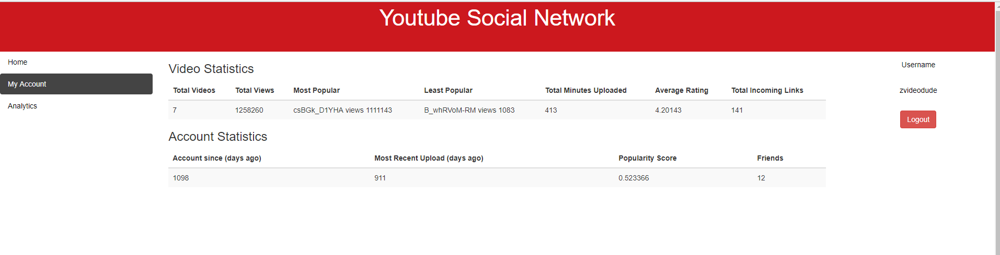 Youtube Social Network
Home
My Account
Analytics
Video Statistics
Total Videos Total Views Most Popular Least Popular Total Minutes Uploaded Average Rating Total Incoming Links
7 1258260 csBGk_D1YHA views 1111143 B_whRVoM-RM views 1083 413 4.20143 141
Account Statistics
Account since (days ago) Most Recent Upload (days ago) Popularity Score Friends
1098 911 0.523366 12
Username
zvideodude
Logout